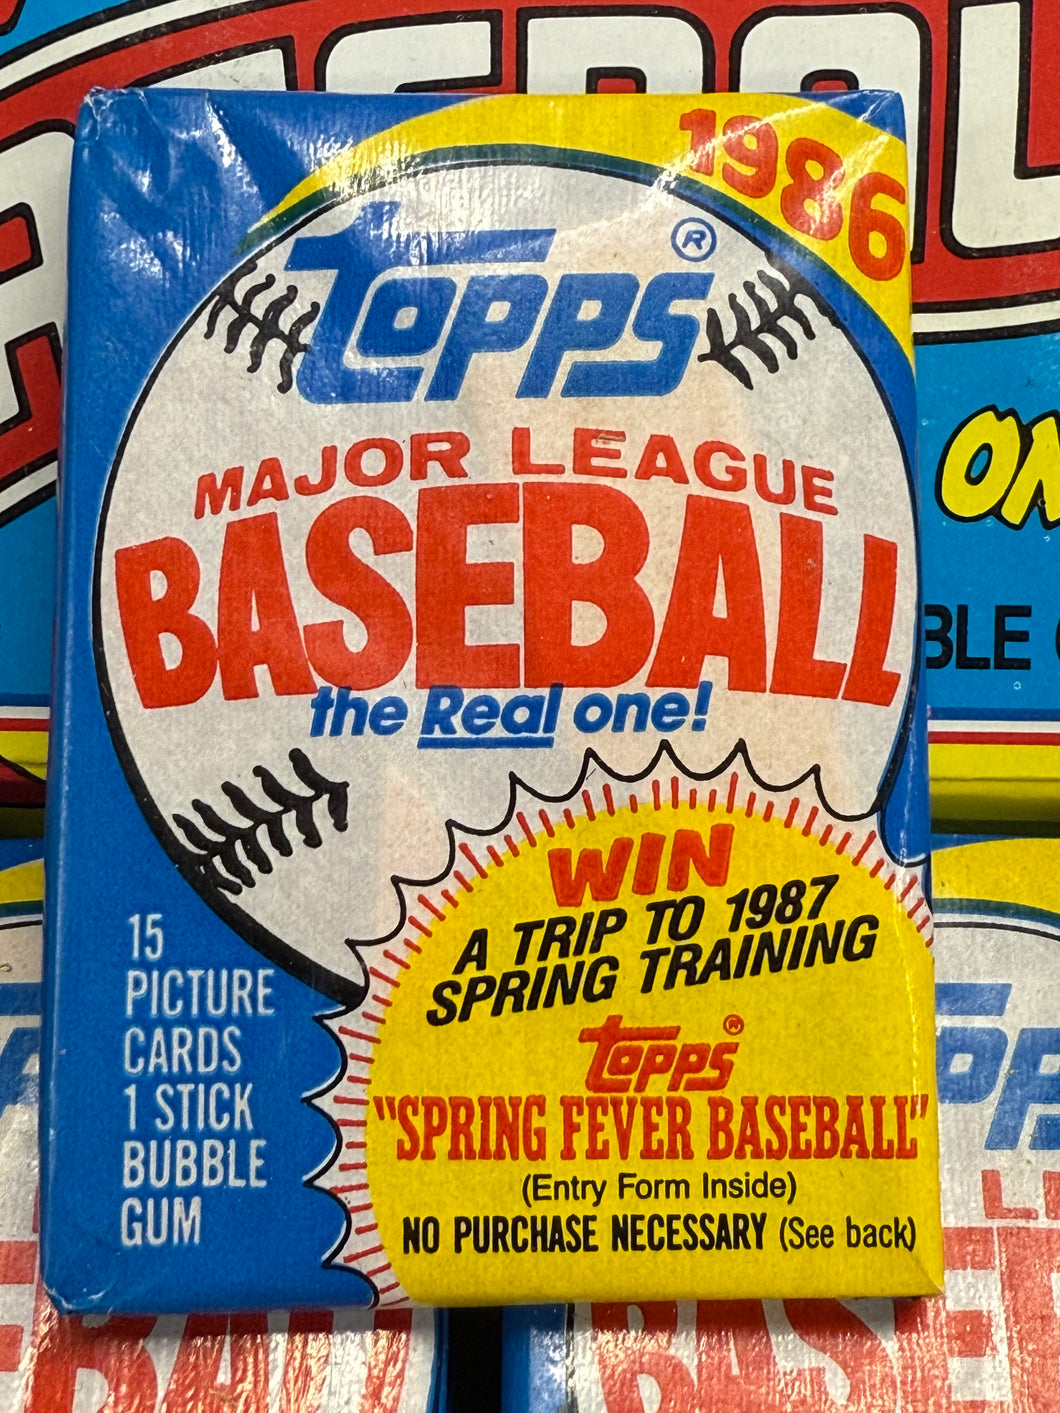 1986
Topps®
MAJOR LEAGUE
BASEBALL
the Real one!
WIN
A TRIP TO 1987
SPRING TRAINING
Topps®
"SPRING FEVER BASEBALL"
(Entry Form Inside)
NO PURCHASE NECESSARY (See back)
15
PICTURE
CARDS
1 STICK
BUBBLE
GUM